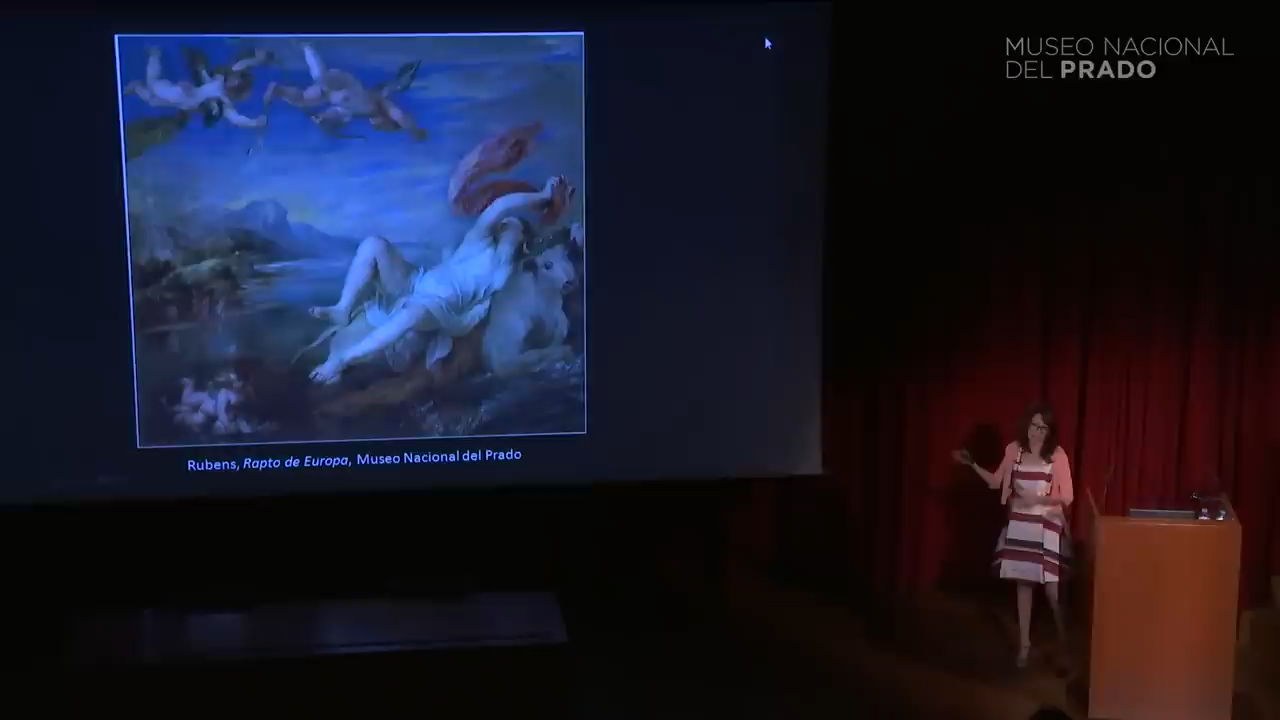 MUSEO NACIONAL
DEL PRADO
Rubens, Rapto de Europa, Museo Nacional del Prado